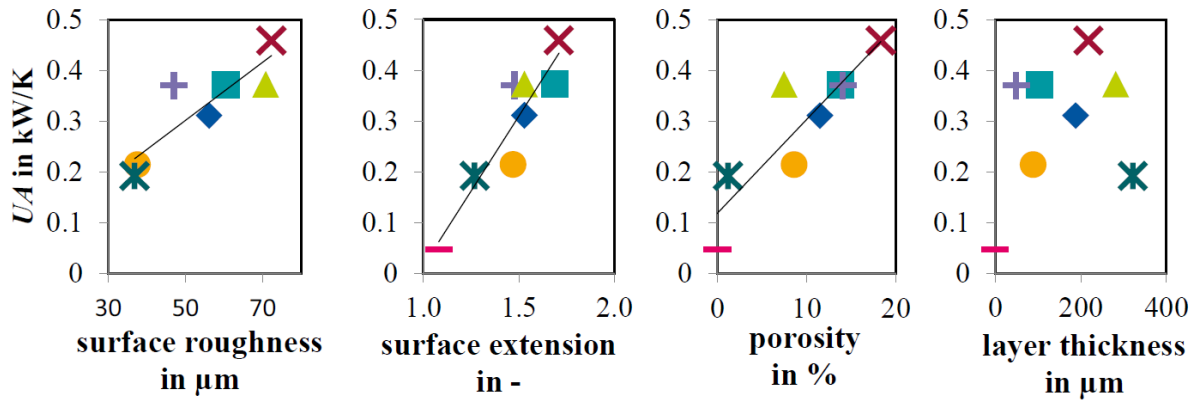 UA in kW/K
0.5
0.4
0.3
0.2
0.1
0
30 50 70
surface roughness
in µm
0.5
0.4
0.3
0.2
0.1
0
1.0 1.5 2.0
surface extension
in -
0.5
0.4
0.3
0.2
0.1
0
0 10 20
porosity
in %
0.5
0.4
0.3
0.2
0.1
0
0 200 400
layer thickness
in µm